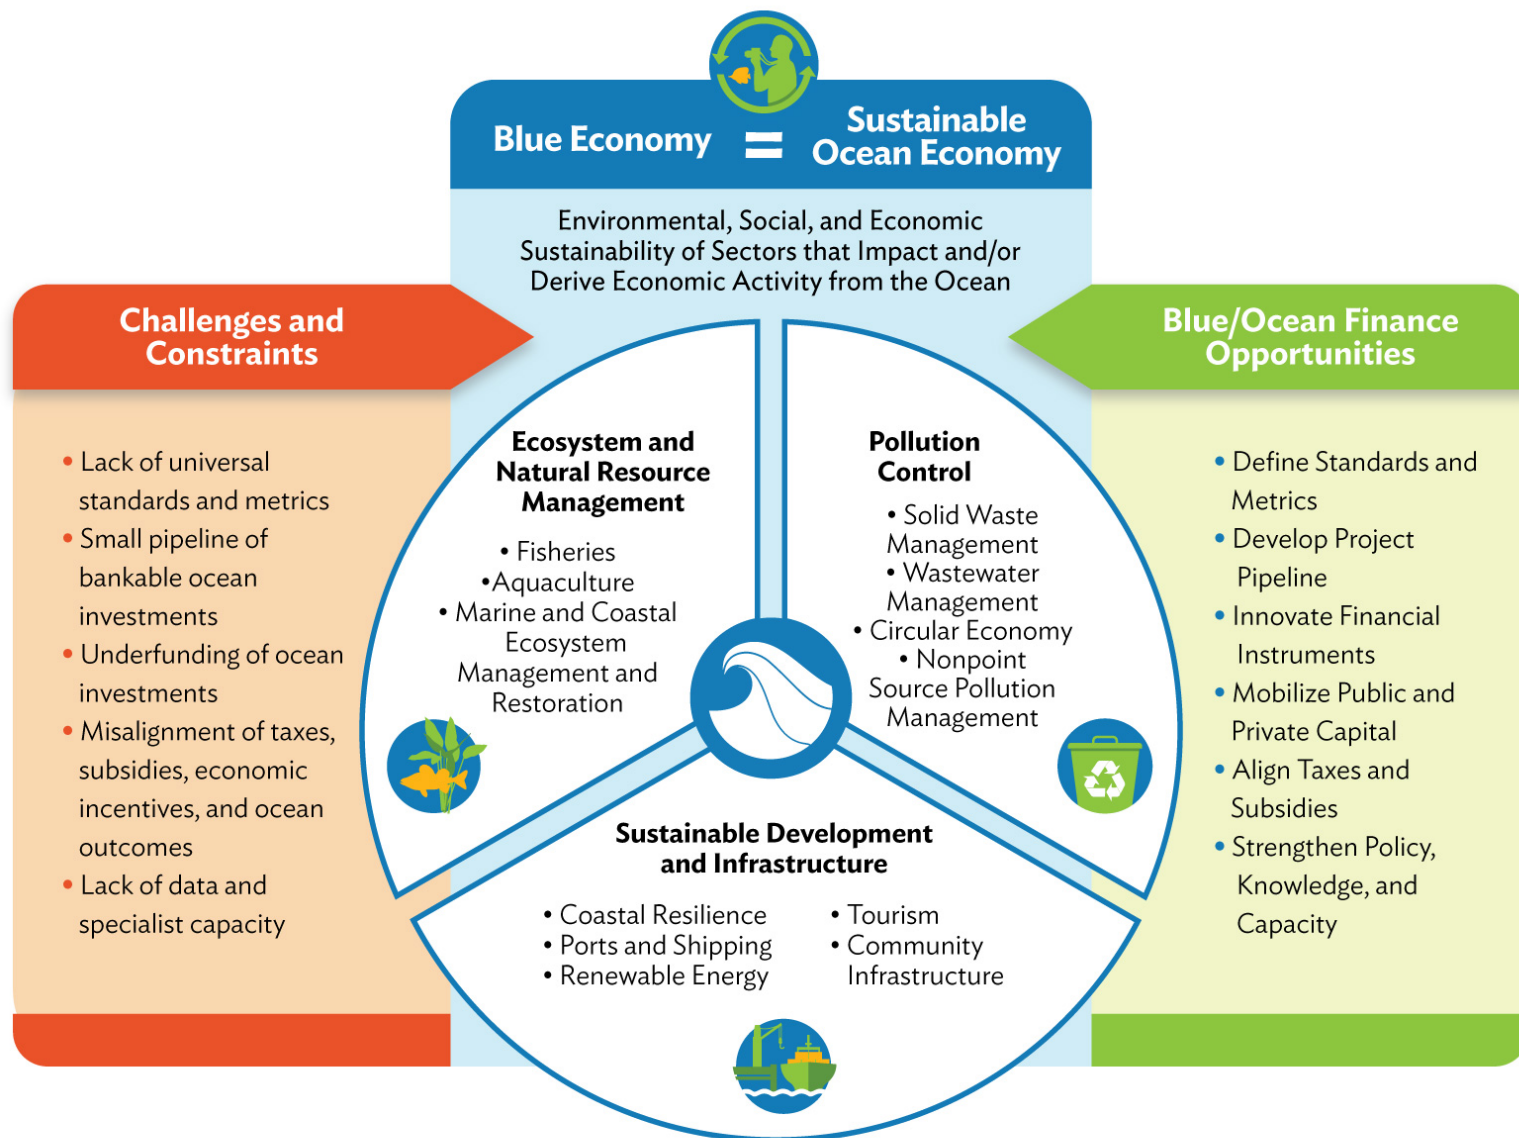 Blue Economy = Sustainable
Ocean Economy
Environmental, Social, and Economic
Sustainability of Sectors that Impact and/or
Derive Economic Activity from the Ocean
Challenges and
Constraints
• Lack of universal
standards and metrics
• Small pipeline of
bankable ocean
investments
• Underfunding of ocean
investments
• Misalignment of taxes,
subsidies, economic
incentives, and ocean
outcomes
• Lack of data and
specialist capacity
Ecosystem and
Natural Resource
Management
• Fisheries
•Aquaculture
• Marine and Coastal
Ecosystem
Management and
Restoration
Pollution
Control
• Solid Waste
Management
• Wastewater
Management
• Circular Economy
• Nonpoint
Source Pollution
Management
Sustainable Development
and Infrastructure
• Coastal Resilience
• Ports and Shipping
• Renewable Energy
• Tourism
• Community
Infrastructure
Blue/Ocean Finance
Opportunities
• Define Standards and
Metrics
• Develop Project
Pipeline
• Innovate Financial
Instruments
• Mobilize Public and
Private Capital
• Align Taxes and
Subsidies
• Strengthen Policy,
Knowledge, and
Capacity